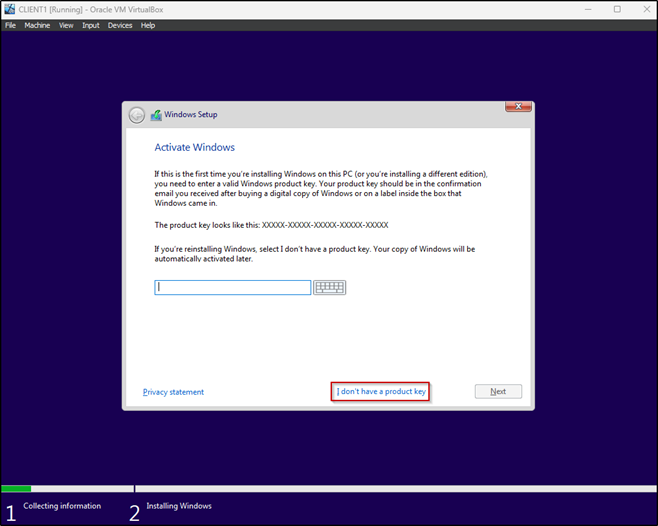 CLIENT1 [Running] - Oracle VM VirtualBox
File Machine View Input Devices Help
Windows Setup
Activate Windows
If this is the first time you're installing Windows on this PC (or you're installing a different edition),
you need to enter a valid Windows product key. Your product key should be in the confirmation
email you received after buying a digital copy of Windows or on a label inside the box that
Windows came in.
The product key looks like this: XXXXX-XXXXX-XXXXX-XXXXX-XXXXX
If you're reinstalling Windows, select I don't have a product key. Your copy of Windows will be
automatically activated later.
Privacy statement
I don't have a product key
Next
1 Collecting information
2 Installing Windows